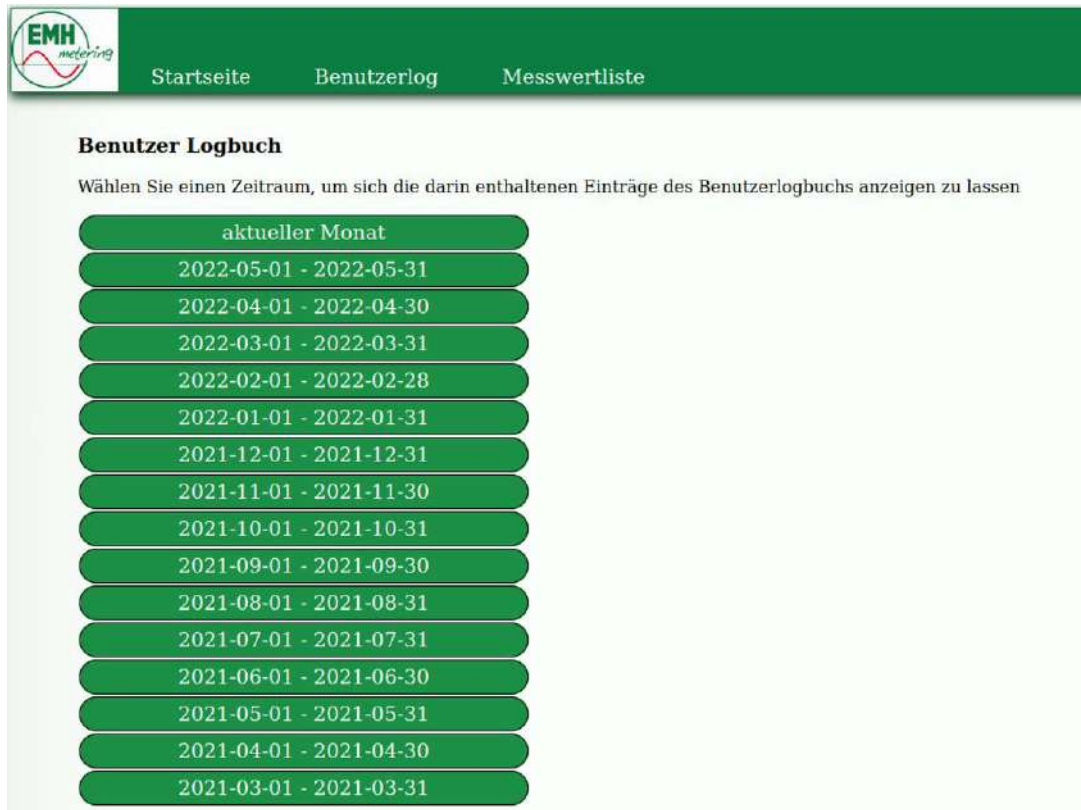 EMH
metering
Startseite Benutzerlog Messwertliste
Benutzer Logbuch
Wählen Sie einen Zeitraum, um sich die darin enthaltenen Einträge des Benutzerlogbuchs anzeigen zu lassen
aktueller Monat
2022-05-01 - 2022-05-31
2022-04-01 - 2022-04-30
2022-03-01 - 2022-03-31
2022-02-01 - 2022-02-28
2022-01-01 - 2022-01-31
2021-12-01 - 2021-12-31
2021-11-01 - 2021-11-30
2021-10-01 - 2021-10-31
2021-09-01 - 2021-09-30
2021-08-01 - 2021-08-31
2021-07-01 - 2021-07-31
2021-06-01 - 2021-06-30
2021-05-01 - 2021-05-31
2021-04-01 - 2021-04-30
2021-03-01 - 2021-03-31